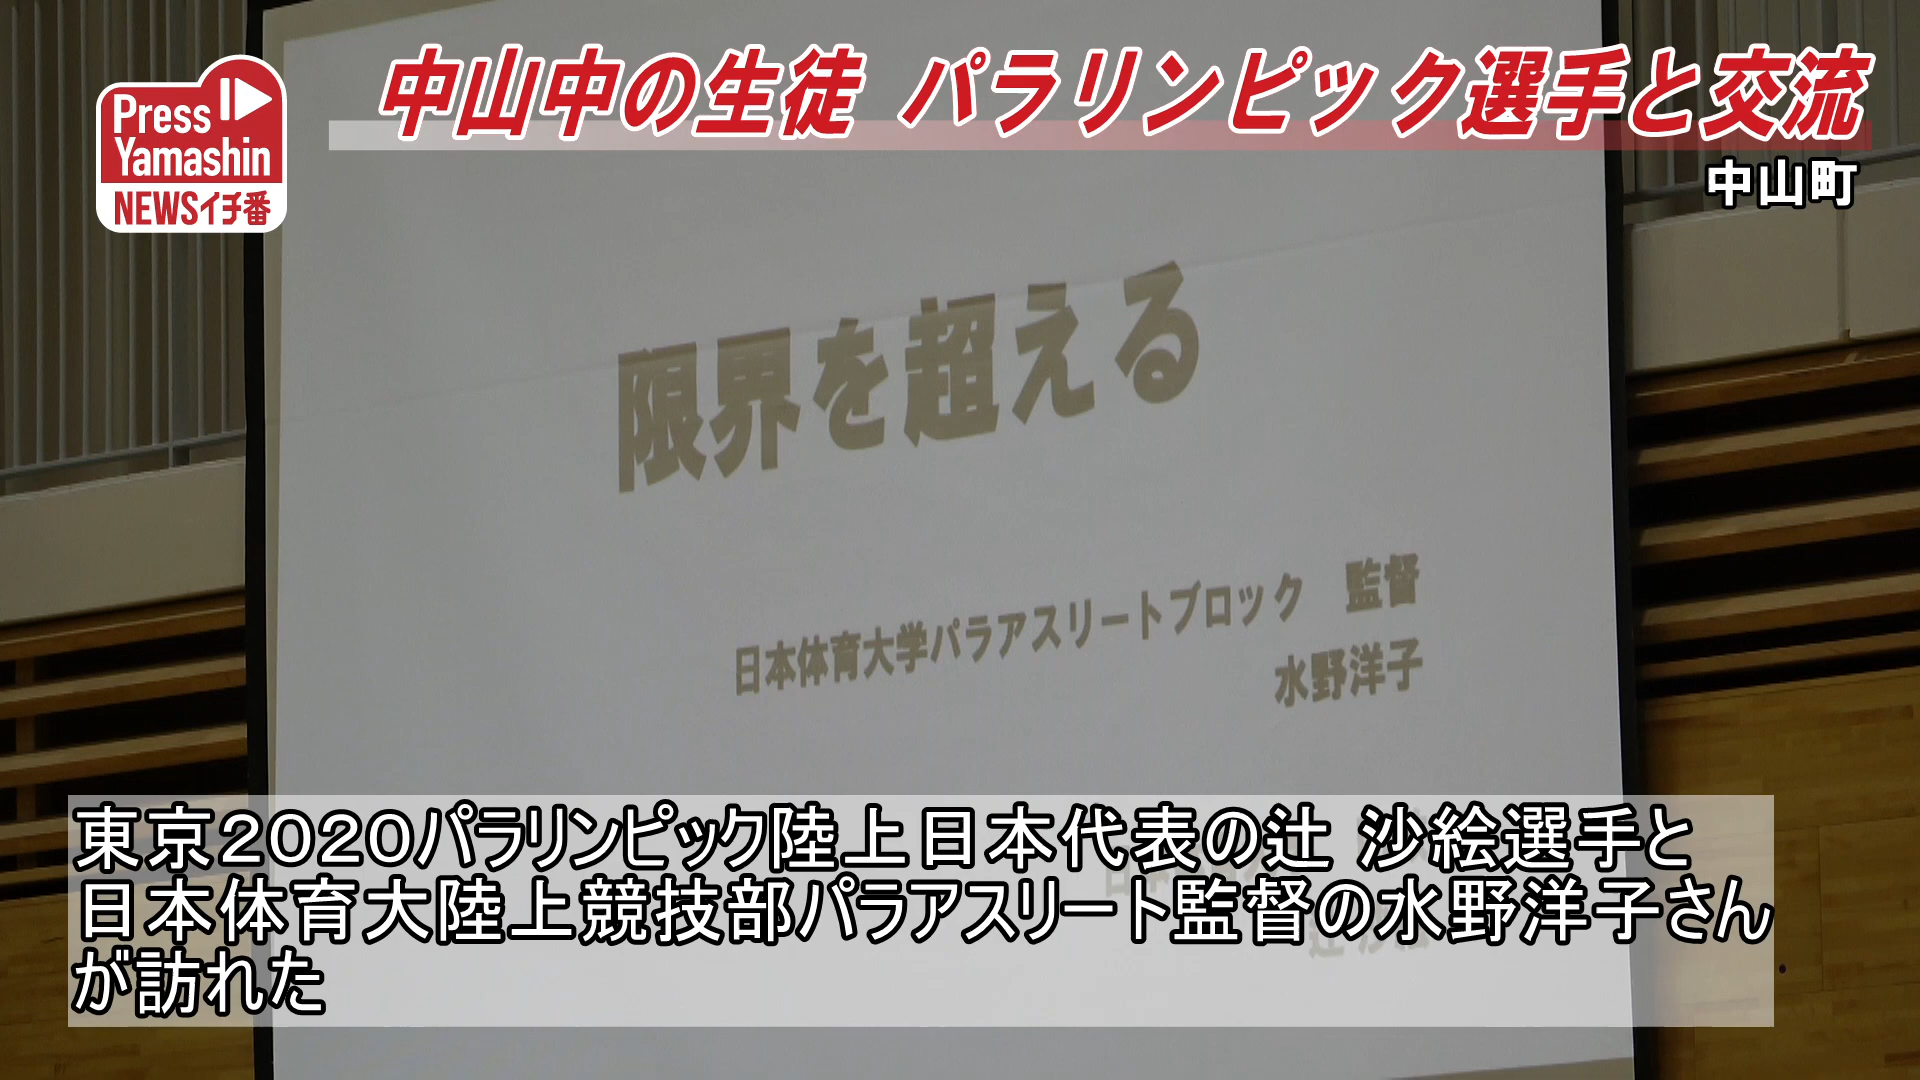 Press
Yamashin
NEWSイチ番
中山中の生徒 パラリンピック選手と交流
中山町
限界を超える
日本体育大学パラアスリートブロック 監督
水野洋子
東京2020パラリンピック陸上日本代表の辻 沙絵選手と
日本体育大陸上競技部パラアスリート監督の水野洋子さん
が訪れた